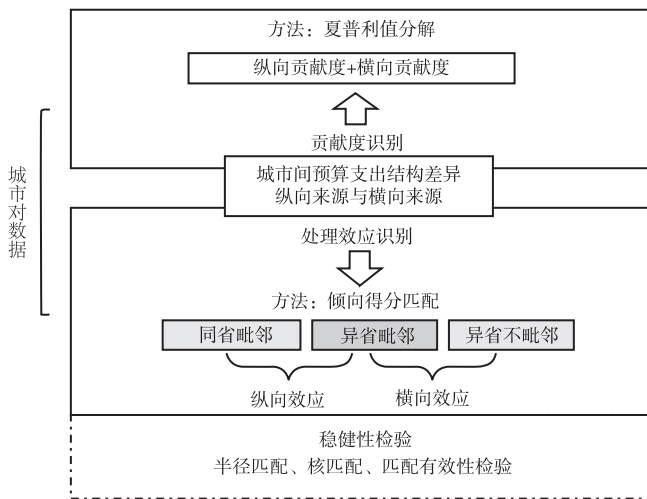 方法：夏普利值分解
纵向贡献度+横向贡献度
贡献度识别
城市对数据
城市间预算支出结构差异
纵向来源与横向来源
处理效应识别
方法：倾向得分匹配
同省毗邻
异省毗邻
异省不毗邻
纵向效应
横向效应
稳健性检验
半径匹配、核匹配、匹配有效性检验